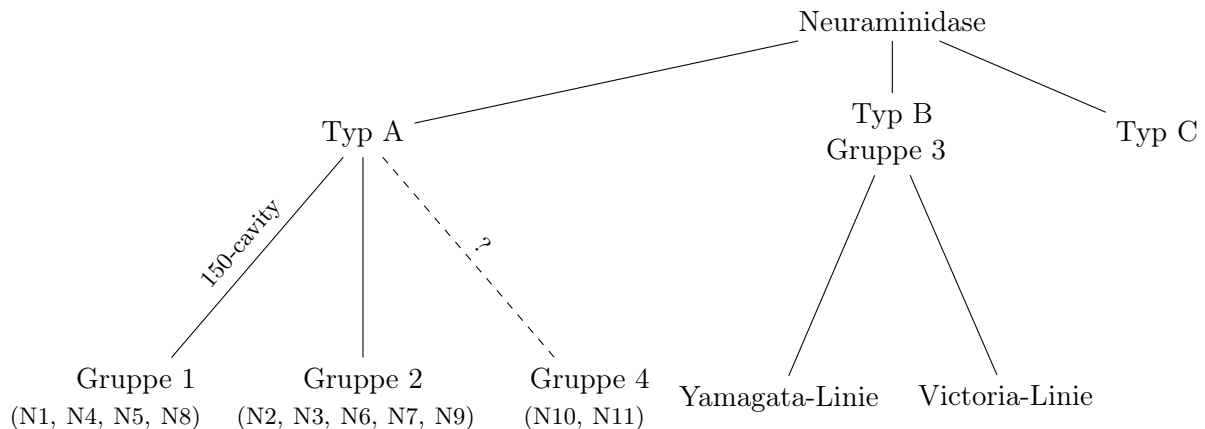 Neuraminidase
Typ A
Typ B
Gruppe 3
Typ C
150-cavity
?
Gruppe 1
(N1, N4, N5, N8)
Gruppe 2
(N2, N3, N6, N7, N9)
Gruppe 4
(N10, N11)
Yamagata-Linie
Victoria-Linie